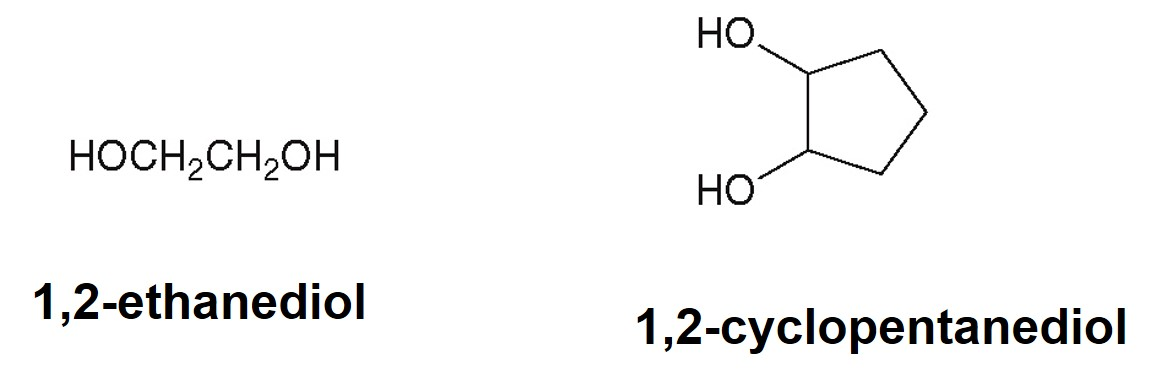 HO
HOCH₂CH₂OH
HO
1,2-ethanediol
1,2-cyclopentanediol